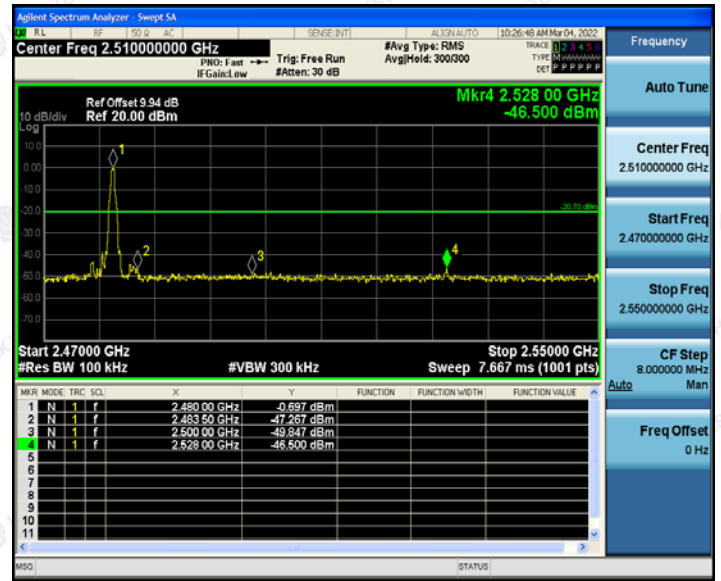 Agilent Spectrum Analyzer - Swept SA
RL RF 50 Ω AC SENSE:INT ALIGNAUTO 10:26:48 AM Mar 04, 2022
Center Freq 2.510000000 GHz
PNO: Fast
IFGain:Low
Trig: Free Run
#Atten: 30 dB
#Avg Type: RMS
Avg|Hold: 300/300
TRACE 1 2 3 4 5 6
TYPE M
DET P P P P P P
Mkr4 2.528 00 GHz
-46.500 dBm
Ref Offset 9.94 dB
10 dB/div Ref 20.00 dBm
Log
10.0
0.00
-10.0
-20.0
-30.0
-40.0
-50.0
-60.0
-70.0
1
2
3
4
-20.70 dBm
Start 2.47000 GHz Stop 2.55000 GHz
#Res BW 100 kHz #VBW 300 kHz Sweep 7.667 ms (1001 pts)
MKR MODE TRC SCL X Y FUNCTION FUNCTION WIDTH FUNCTION VALUE
1 N 1 f 2.480 00 GHz -0.697 dBm
2 N 1 f 2.483 50 GHz -47.267 dBm
3 N 1 f 2.500 00 GHz -49.847 dBm
4 N 1 f 2.528 00 GHz -46.500 dBm
5
6
7
8
9
10
11
MSG STATUS
Frequency
Auto Tune
Center Freq
2.510000000 GHz
Start Freq
2.470000000 GHz
Stop Freq
2.550000000 GHz
CF Step
8.000000 MHz
Auto Man
Freq Offset
0 Hz